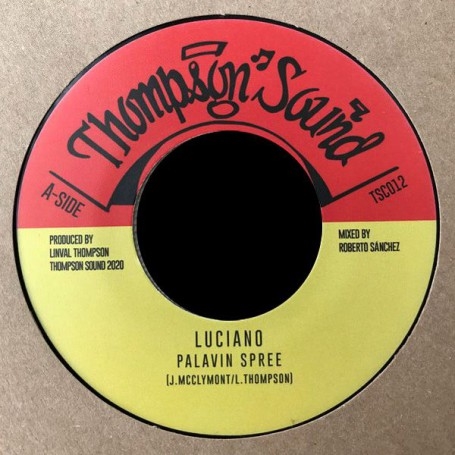 Thompson Sound
A-SIDE
TSC012
PRODUCED BY
LINVAL THOMPSON
THOMPSON SOUND 2020
MIXED BY
ROBERTO SÁNCHEZ
LUCIANO
PALAVIN SPREE
(J.MCCLYMONT/L.THOMPSON)